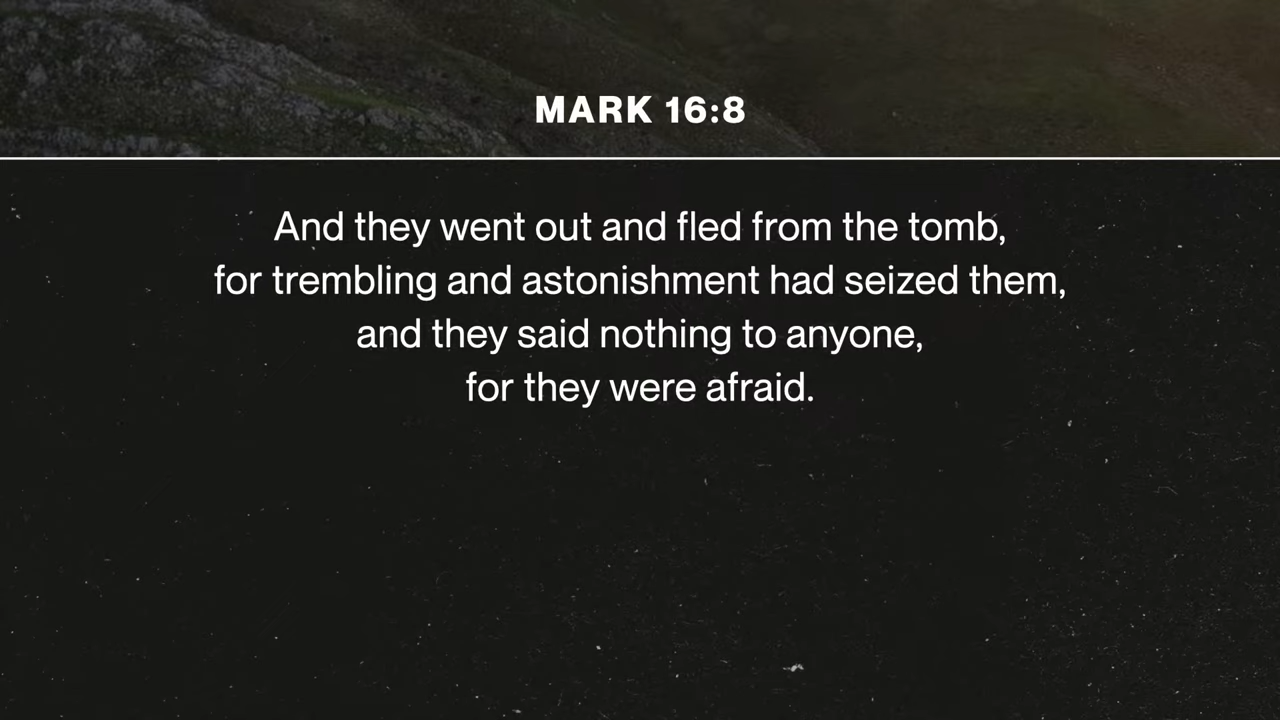 MARK 16:8
And they went out and fled from the tomb,
for trembling and astonishment had seized them,
and they said nothing to anyone,
for they were afraid.